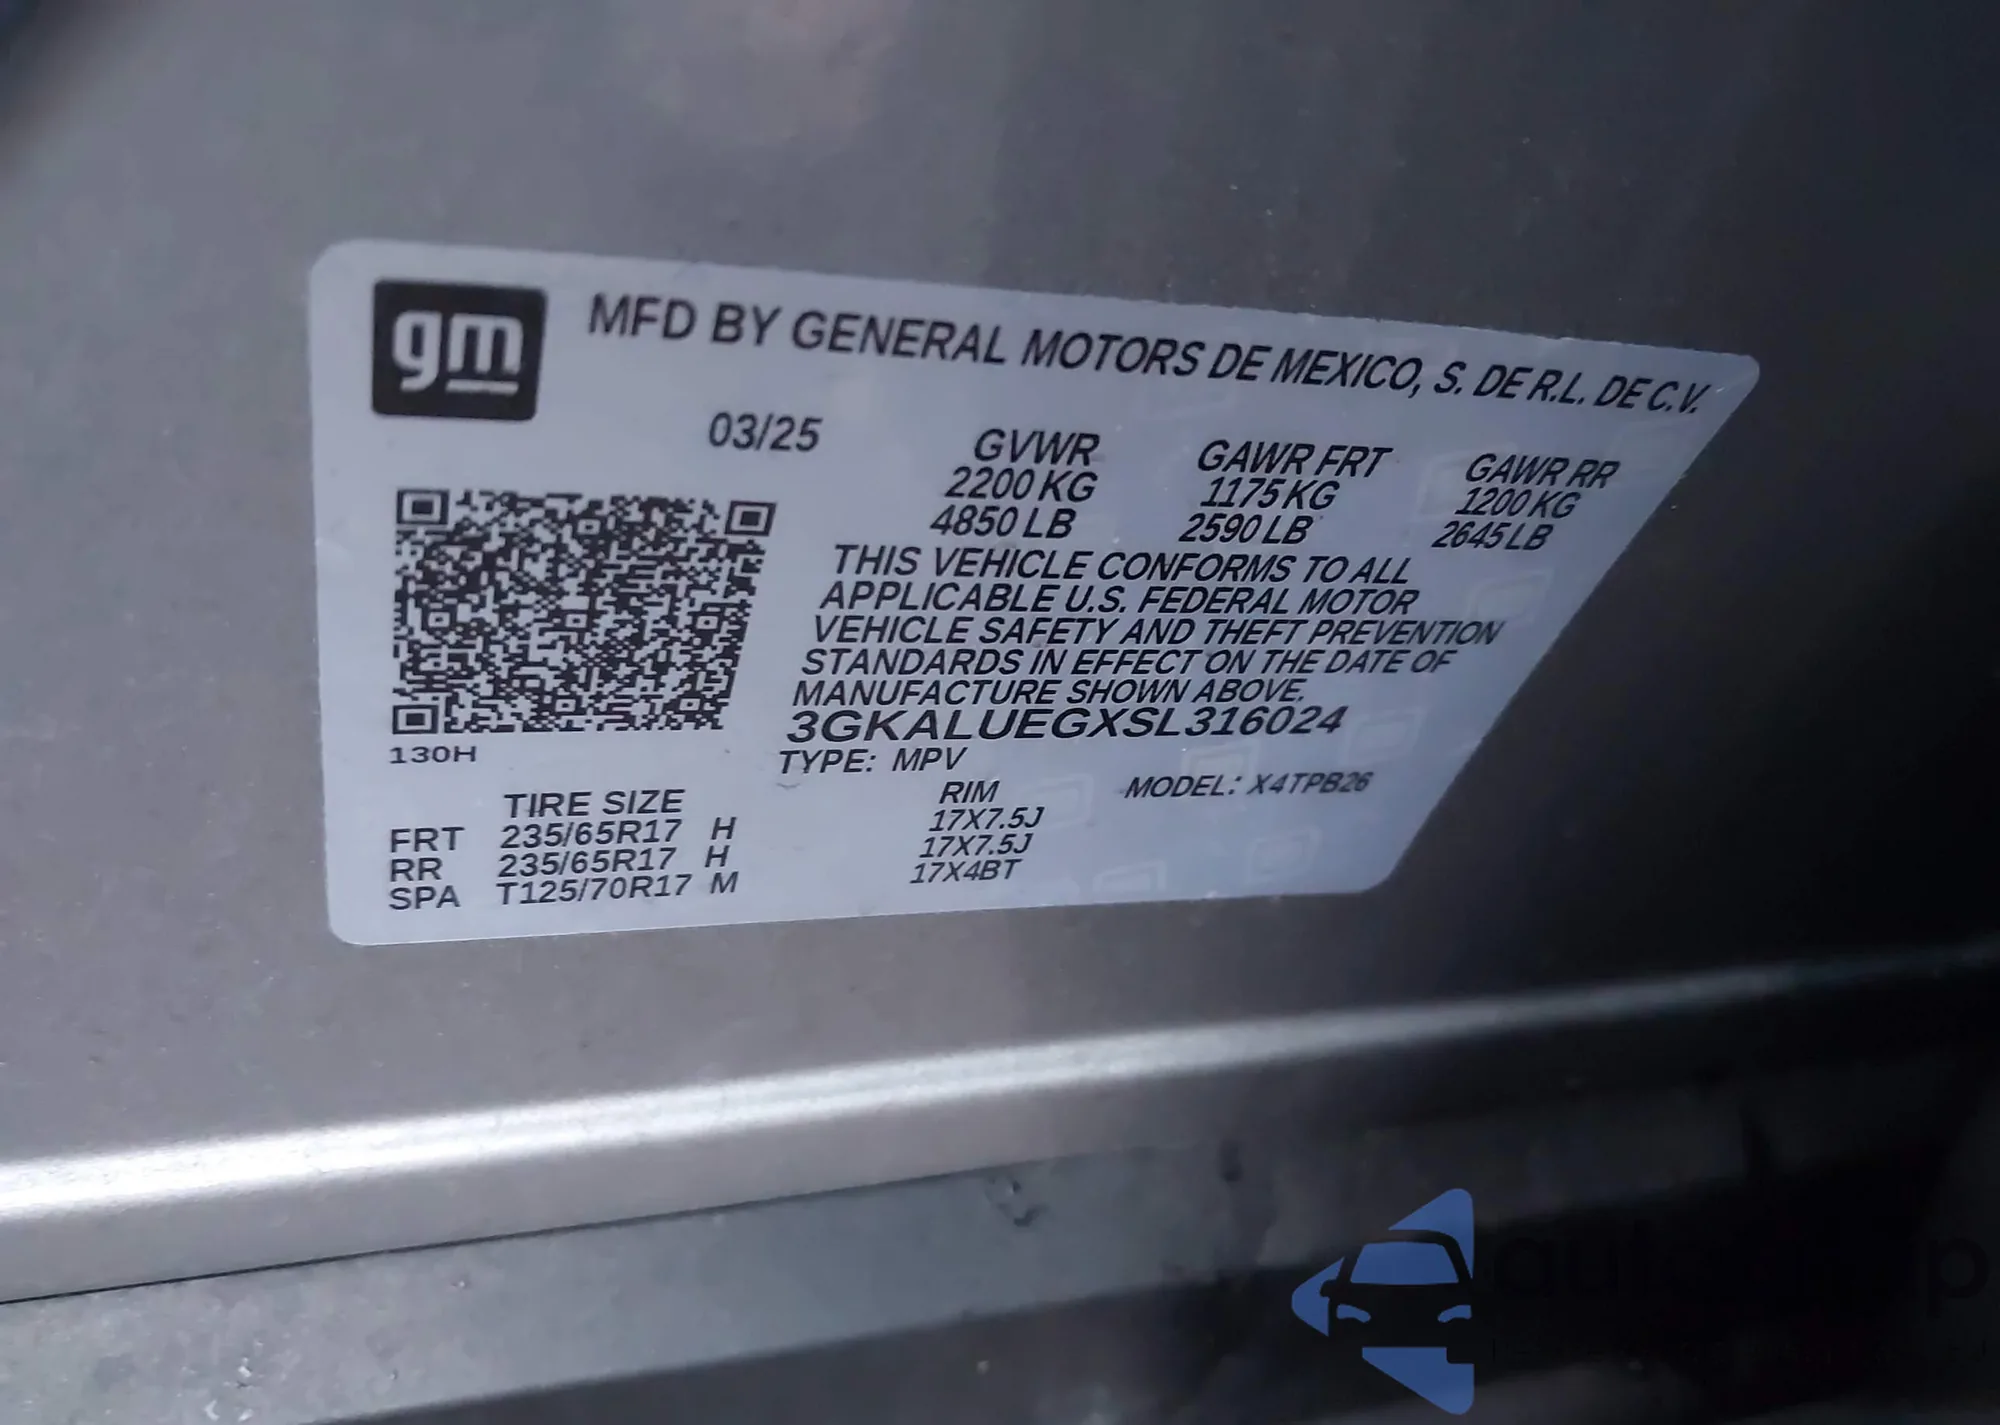 gm
MFD BY GENERAL MOTORS DE MEXICO, S. DE R.L. DE C.V.
03/25
GVWR GAWR FRT GAWR RR
2200 KG 1175 KG 1200 KG
4850 LB 2590 LB 2645 LB
THIS VEHICLE CONFORMS TO ALL
APPLICABLE U.S. FEDERAL MOTOR
VEHICLE SAFETY AND THEFT PREVENTION
STANDARDS IN EFFECT ON THE DATE OF
MANUFACTURE SHOWN ABOVE.
3GKALUEGXSL316024
130H
TYPE: MPV
MODEL: X4TPB26
TIRE SIZE RIM
FRT 235/65R17 H 17X7.5J
RR 235/65R17 H 17X7.5J
SPA T125/70R17 M 17X4BT